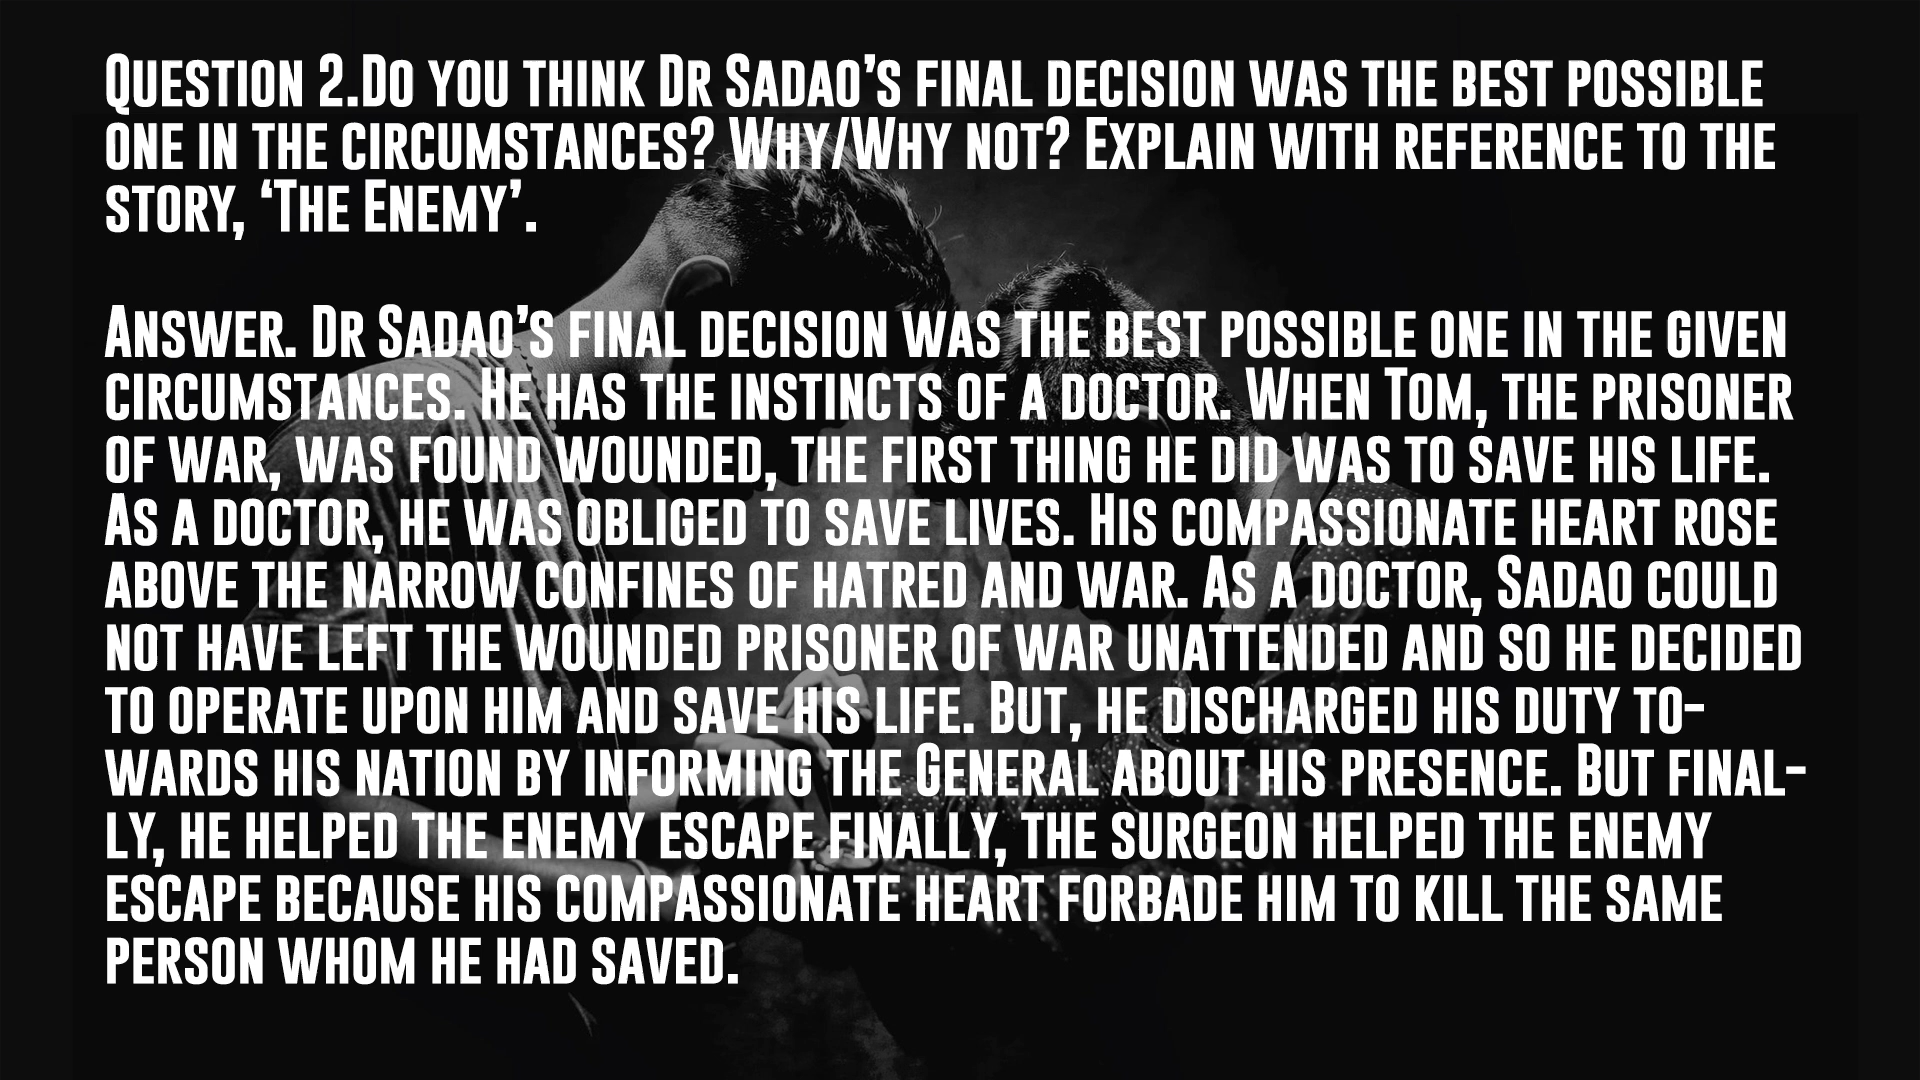 Question 2.Do you think Dr Sadao’s final decision was the best possible
one in the circumstances? Why/Why not? Explain with reference to the
story, ‘The Enemy’.
Answer. Dr Sadao’s final decision was the best possible one in the given
circumstances. He has the instincts of a doctor. When Tom, the prisoner
of war, was found wounded, the first thing he did was to save his life.
As a doctor, he was obliged to save lives. His compassionate heart rose
above the narrow confines of hatred and war. As a doctor, Sadao could
not have left the wounded prisoner of war unattended and so he decided
to operate upon him and save his life. But, he discharged his duty to-
wards his nation by informing the General about his presence. But final-
ly, he helped the enemy escape finally, the surgeon helped the enemy
escape because his compassionate heart forbade him to kill the same
person whom he had saved.